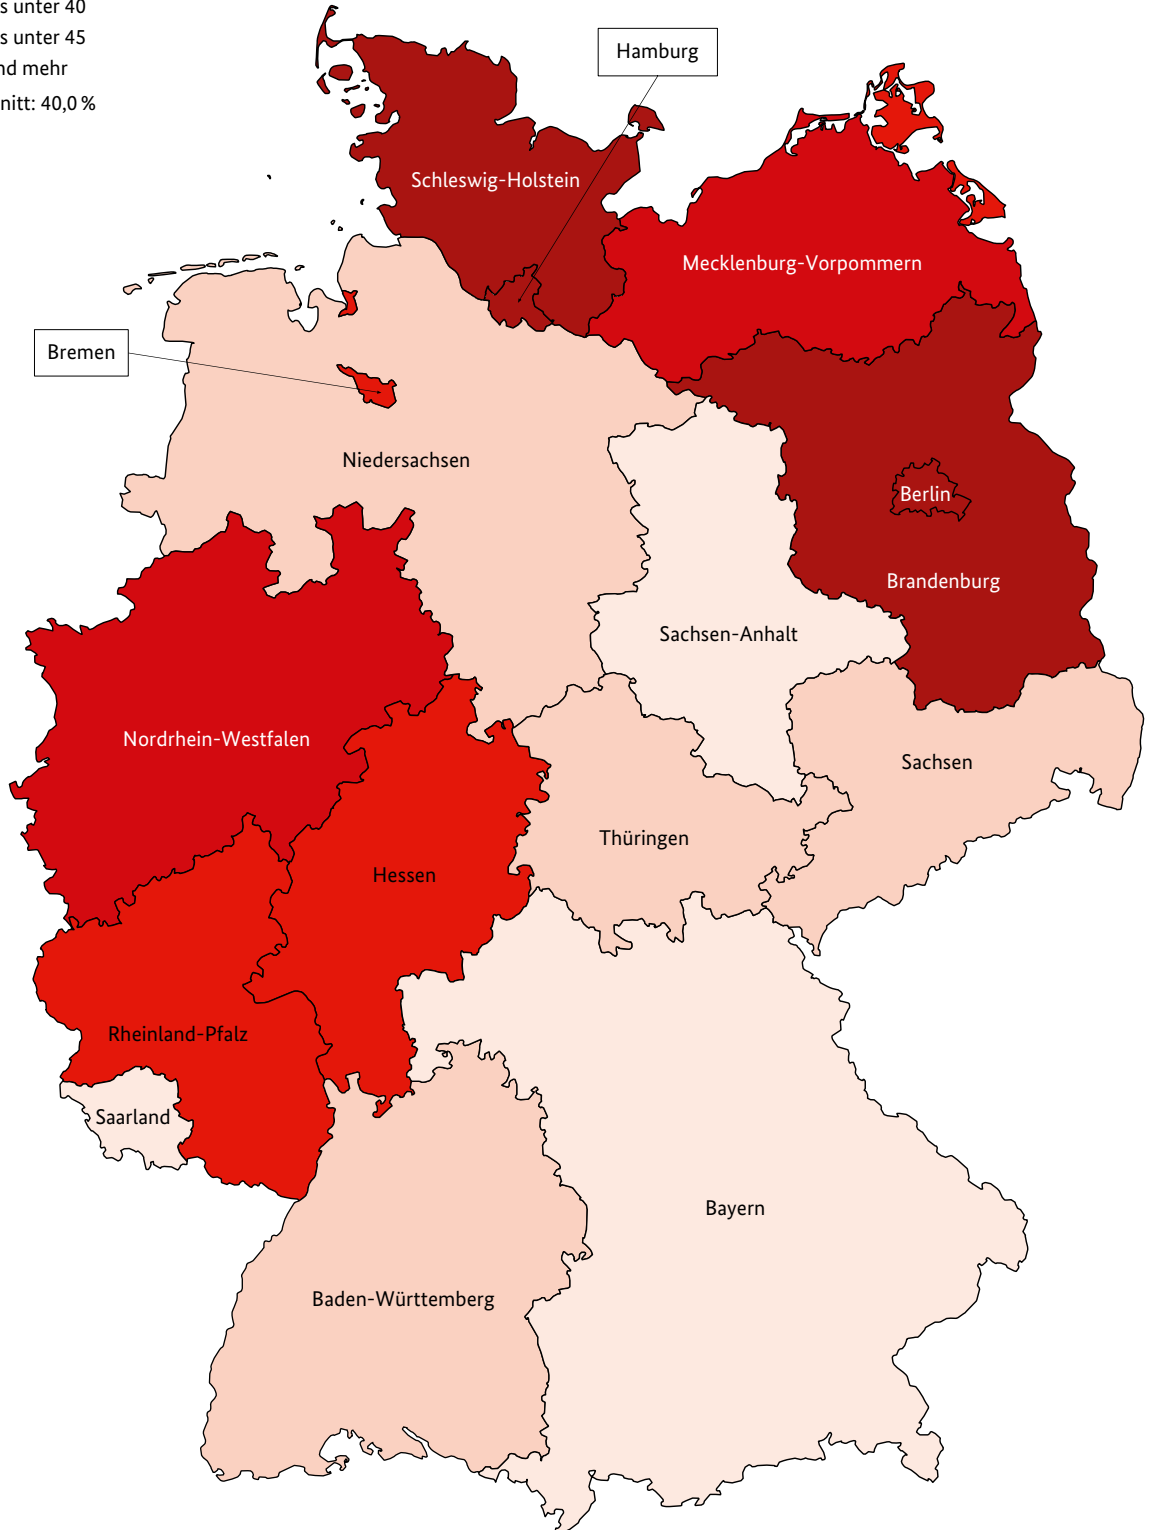 s unter 40
s unter 45
nd mehr
nitt: 40,0 %
Hamburg
Schleswig-Holstein
Mecklenburg-Vorpommern
Bremen
Niedersachsen
Berlin
Brandenburg
Sachsen-Anhalt
Nordrhein-Westfalen
Sachsen
Thüringen
Hessen
Rheinland-Pfalz
Saarland
Bayern
Baden-Württemberg